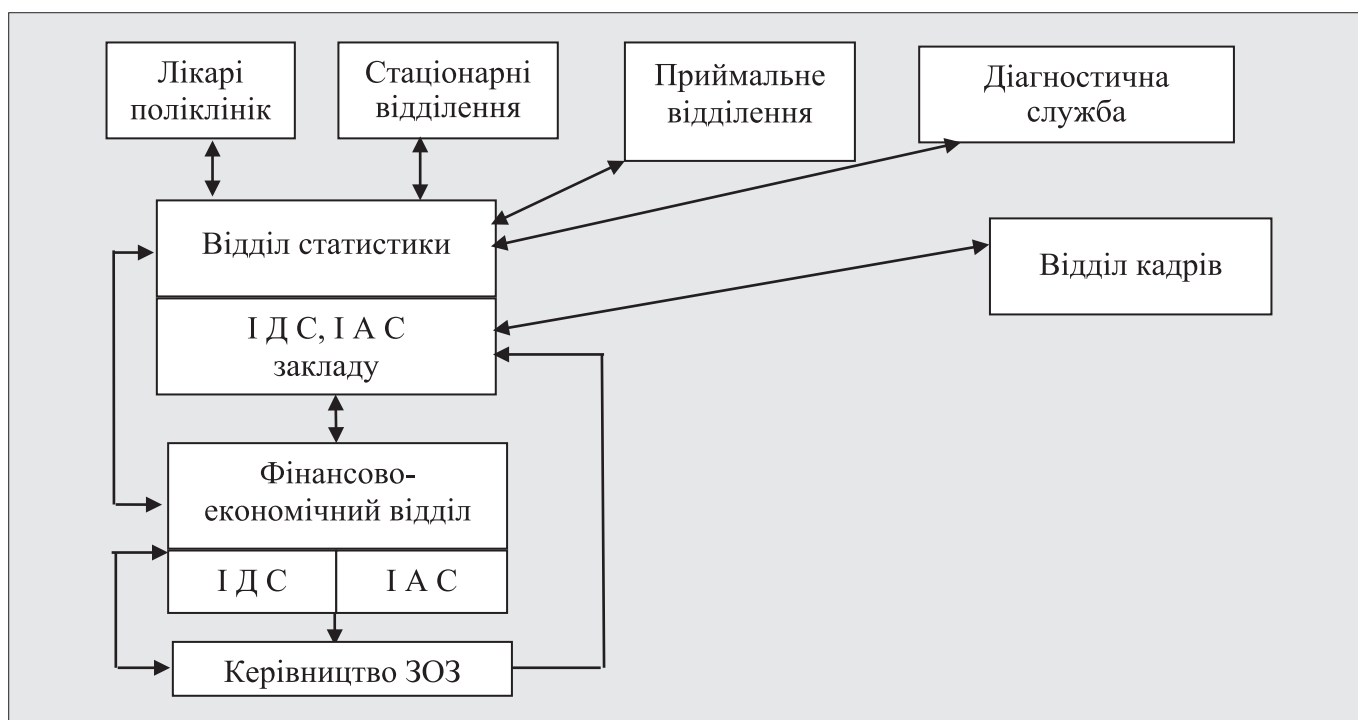 Лікарі
поліклінік
Стаціонарні
відділення
Приймальне
відділення
Діагностична
служба
Відділ статистики
Відділ кадрів
І Д С, І А С
закладу
Фінансово-
економічний відділ
І Д С
І А С
Керівництво ЗОЗ